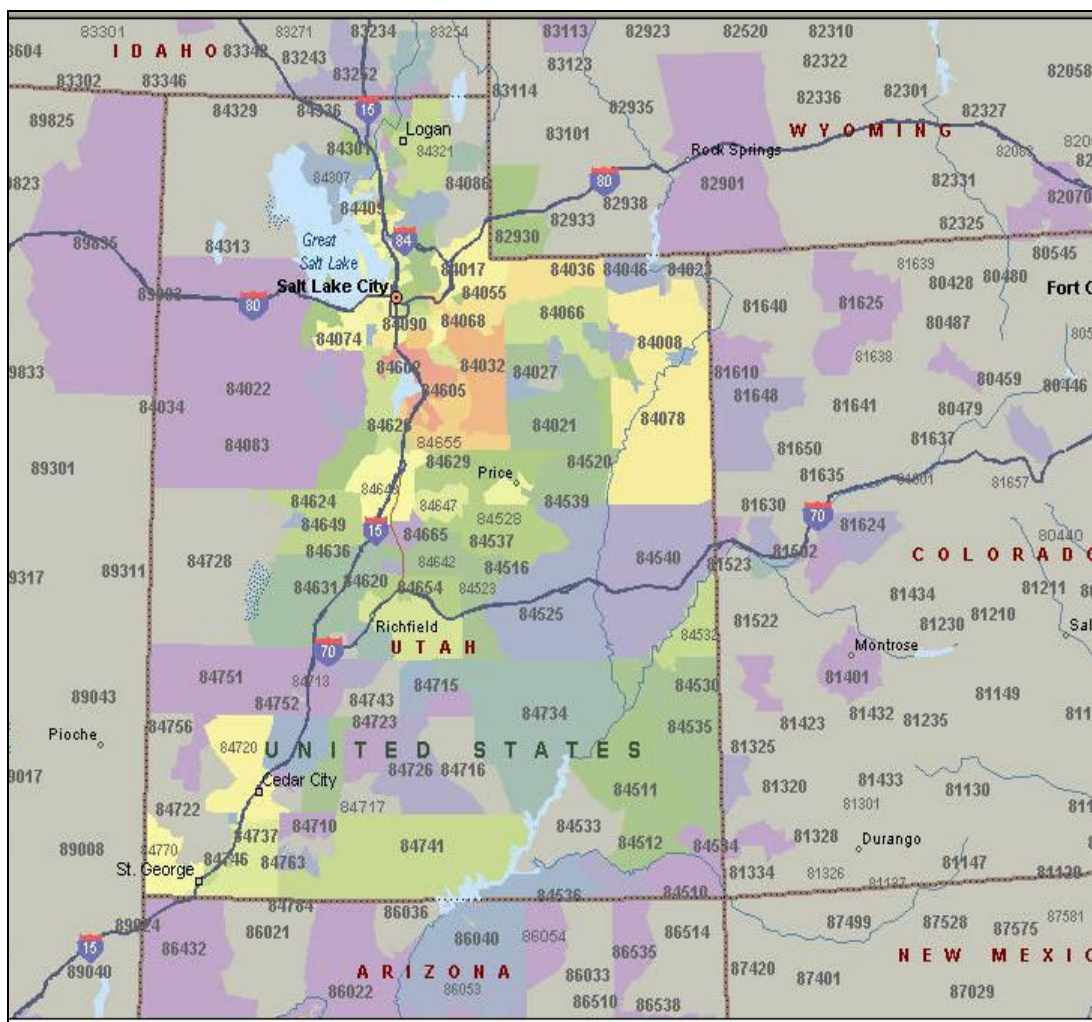 83301 83271 83234 83254 83113 82923 82520 82310
IDAHO 83342 83243 83123 82322
83302 83346 83252 83114 82935 82336 82301 82058
89825 84329 84336 15 Logan 83101 WYOMING 82327
84301 84321 Rock Springs
84307 84086 80 82901 82331 82070
84409 82933 82938 82325
84313 Great 84 82930
89835 Salt Lake 84017 84036 84046 84023 81639 80428 80480 80545
Salt Lake City 84055 84066 81640 81625 Fort C
80 84090 84068 80487
84074 84008 81638
89833 84602 84032 84027 81610 80459 80446
84034 84022 84605 81648 81641 80479
84626 84021 84078 81637
89301 84083 84655 81650
84629 Price 84520 81635 81657
84624 84647 84539 81630 70
84649 15 84665 84528 81624 80440
84636 84642 84537 84540 81502 COLORADO
89317 89311 84728 84620 84516 81523
84631 84654 84523 81434 81211
84525 81522 81210
Richfield 84532 81230
70 UTAH Montrose
84751 84713 84715 84530 81401
89043 84752 84743 84734 81432 81149
84756 84723 84535 81423 81235
Pioche 84720 UNITED STATES 81325
84726 84716 81433
Cedar City 84511 81320 81130
84722 84717 81301
84737 84710 84533 81328 Durango
89008 84770 84746 84763 84741 84512 84534
St. George 81334 81326 81147
84536 84510
84784 86036 87499 87528 87581
86432 86021 86040 86054 86514 87575
15 86535 NEW MEXIC
89040 ARIZONA 86033 87420 87401
86022 86053 86510 86538 87029